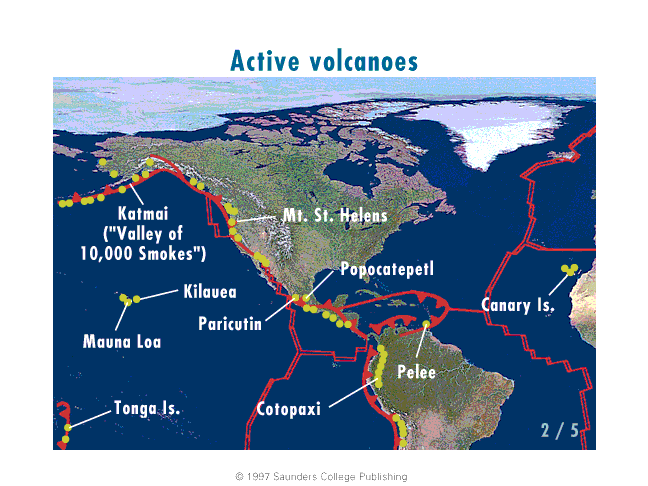 Active volcanoes
Katmai
("Valley of
10,000 Smokes")
Mt. St. Helens
Popocatepetl
Kilauea
Canary Is.
Paricutin
Mauna Loa
Pelee
Tonga Is.
Cotopaxi
2 / 5
© 1997 Saunders College Publishing